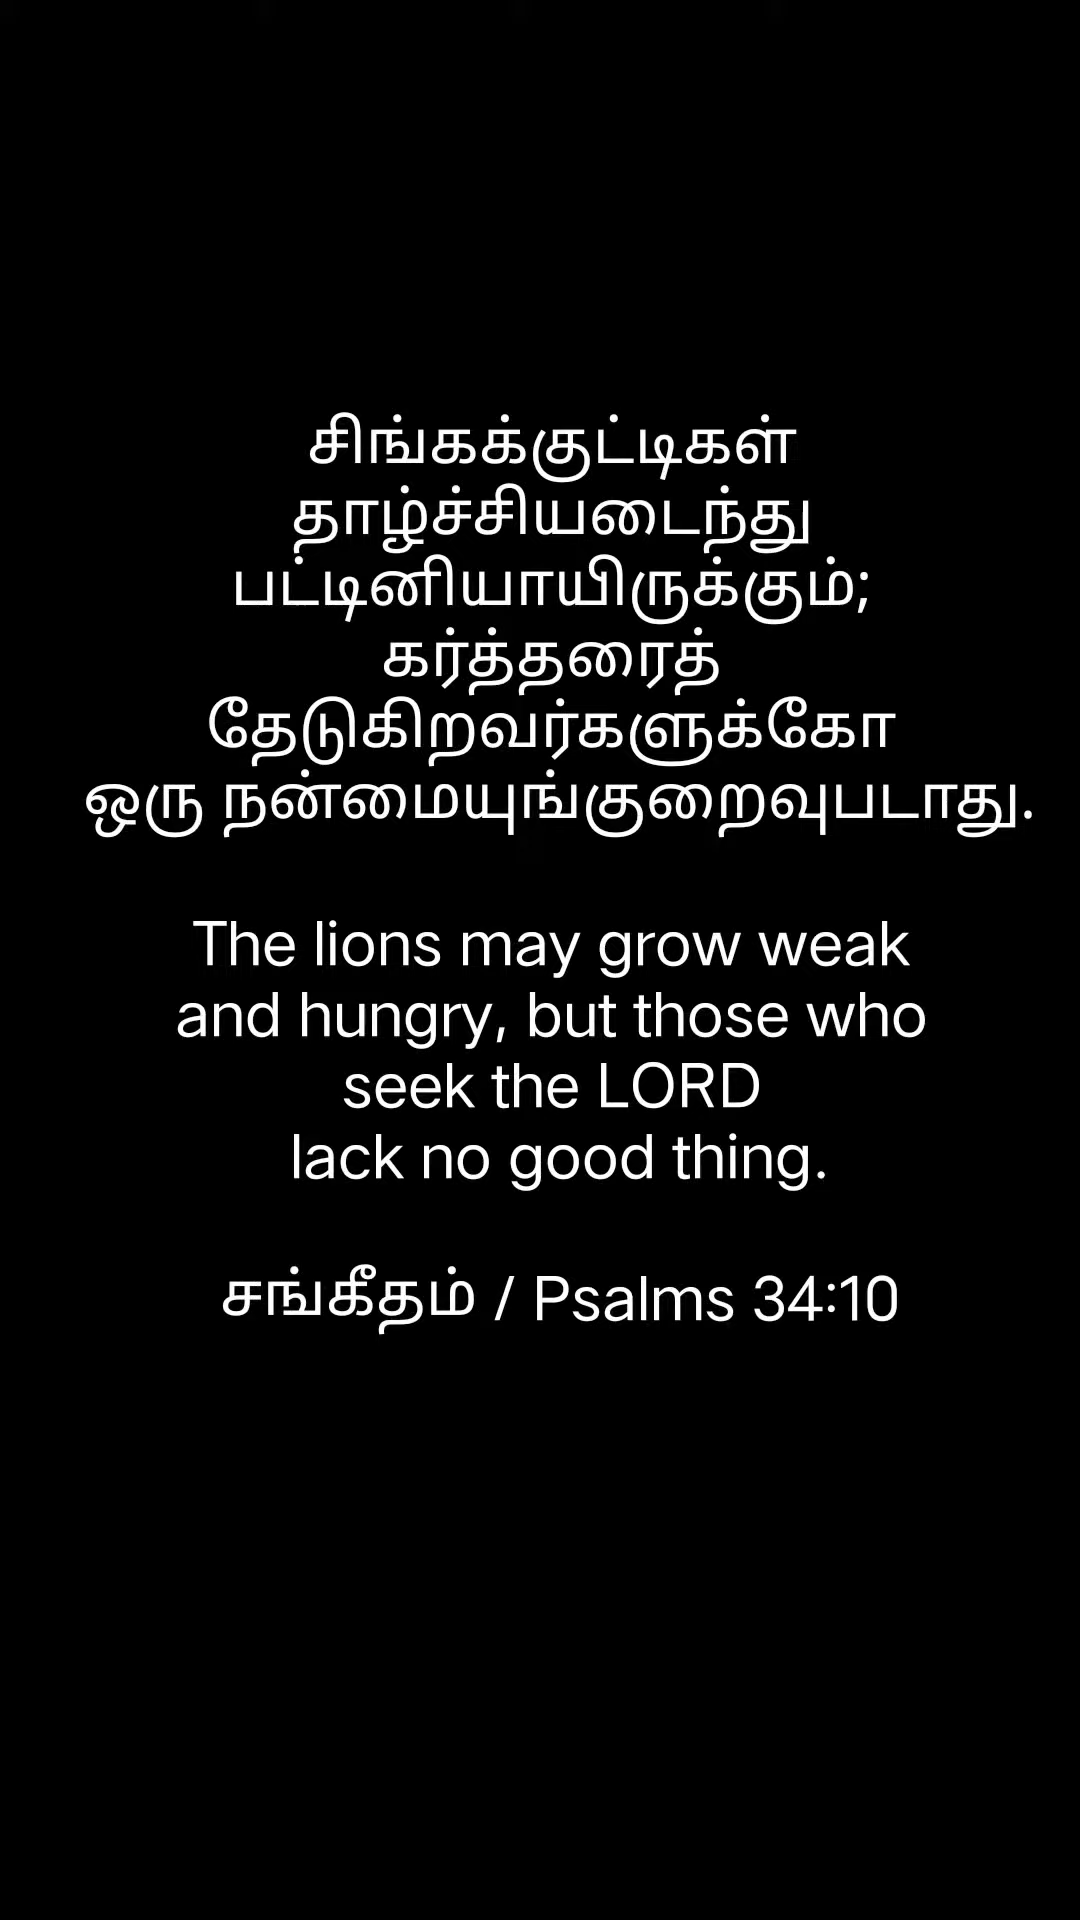 சிங்கக்குட்டிகள்
தாழ்ச்சியடைந்து
பட்டினியாயிருக்கும்;
கர்த்தரைத்
தேடுகிறவர்களுக்கோ
ஒரு நன்மையுங்குறைவுபடாது.
The lions may grow weak
and hungry, but those who
seek the LORD
lack no good thing.
சங்கீதம் / Psalms 34:10